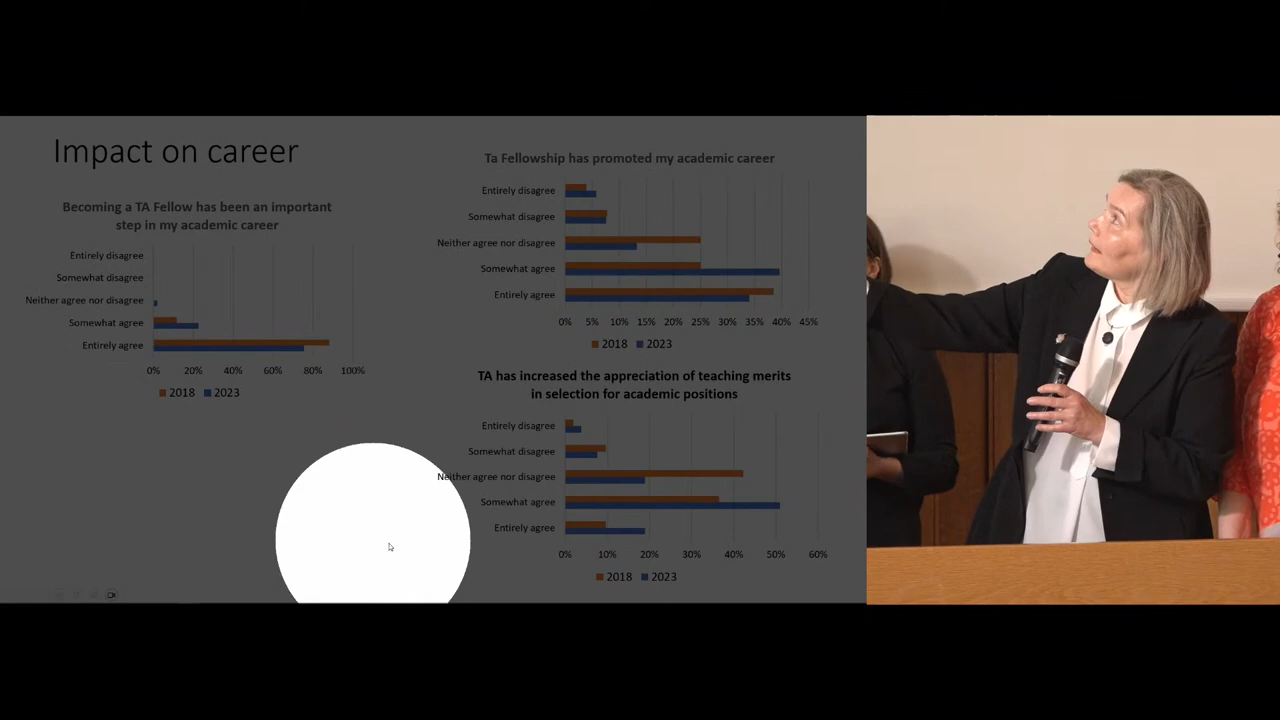 Impact on career
Becoming a TA Fellow has been an important
step in my academic career
Entirely disagree
Somewhat disagree
Neither agree nor disagree
Somewhat agree
Entirely agree
0% 20% 40% 60% 80% 100%
2018 2023
Ta Fellowship has promoted my academic career
Entirely disagree
Somewhat disagree
Neither agree nor disagree
Somewhat agree
Entirely agree
0% 5% 10% 15% 20% 25% 30% 35% 40% 45%
2018 2023
TA has increased the appreciation of teaching merits
in selection for academic positions
Entirely disagree
Somewhat disagree
Neither agree nor disagree
Somewhat agree
Entirely agree
0% 10% 20% 30% 40% 50% 60%
2018 2023